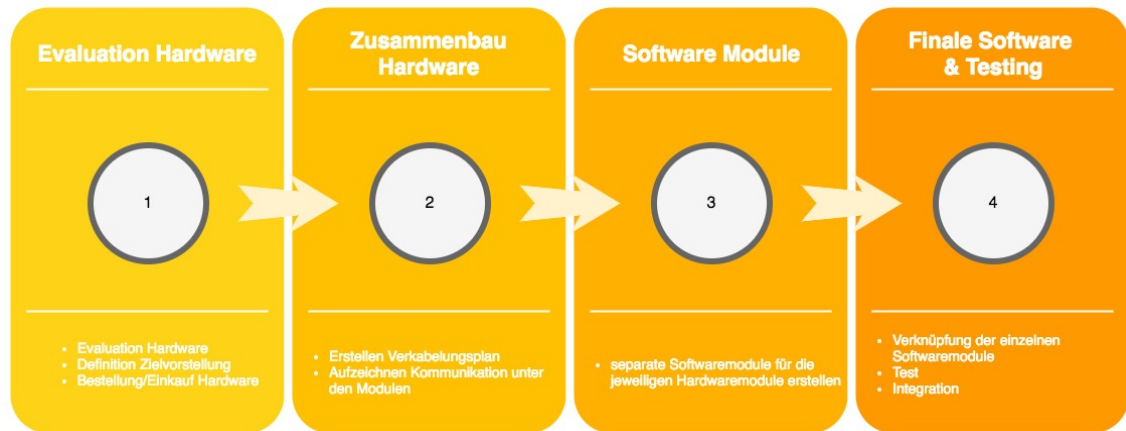 Evaluation Hardware
1
• Evaluation Hardware
• Definition Zielvorstellung
• Bestellung/Einkauf Hardware
Zusammenbau
Hardware
2
• Erstellen Verkabelungsplan
• Aufzeichnen Kommunikation unter
den Modulen
Software Module
3
• separate Softwaremodule für die
jeweilligen Hardwaremodule erstellen
Finale Software
& Testing
4
• Verknüpfung der einzelnen
Softwaremodule
• Test
• Integration